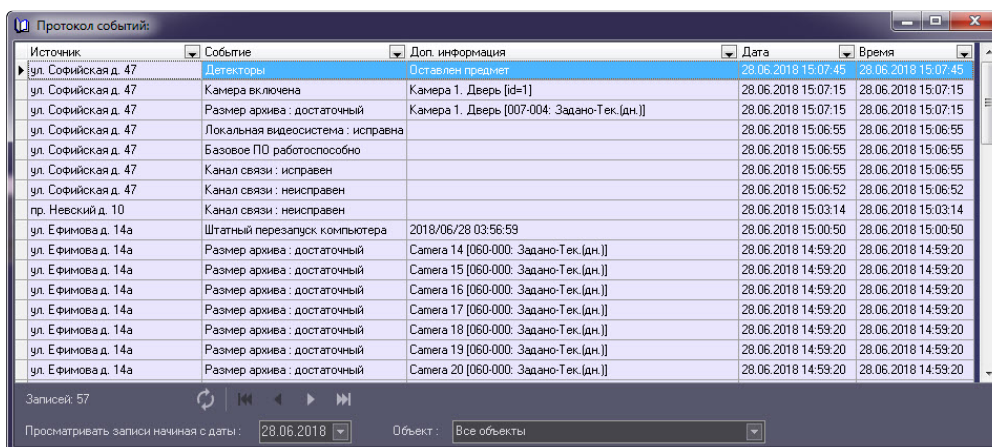 Протокол событий:
Источник Событие Доп. информация Дата Время
ул. Софийская д. 47 Детекторы Оставлен предмет 28.06.2018 15:07:45 28.06.2018 15:07:45
ул. Софийская д. 47 Камера включена Камера 1. Дверь [id=1] 28.06.2018 15:07:15 28.06.2018 15:07:15
ул. Софийская д. 47 Размер архива : достаточный Камера 1. Дверь [007-004: Задано-Тек.(дн.)] 28.06.2018 15:07:15 28.06.2018 15:07:15
ул. Софийская д. 47 Локальная видеосистема : исправна 28.06.2018 15:06:55 28.06.2018 15:06:55
ул. Софийская д. 47 Базовое ПО работоспособно 28.06.2018 15:06:55 28.06.2018 15:06:55
ул. Софийская д. 47 Канал связи : исправен 28.06.2018 15:06:55 28.06.2018 15:06:55
ул. Софийская д. 47 Канал связи : неисправен 28.06.2018 15:06:52 28.06.2018 15:06:52
пр. Невский д. 10 Канал связи : неисправен 28.06.2018 15:03:14 28.06.2018 15:03:14
ул. Ефимова д. 14а Штатный перезапуск компьютера 2018/06/28 03:56:59 28.06.2018 15:00:50 28.06.2018 15:00:50
ул. Ефимова д. 14а Размер архива : достаточный Camera 14 [060-000: Задано-Тек.(дн.)] 28.06.2018 14:59:20 28.06.2018 14:59:20
ул. Ефимова д. 14а Размер архива : достаточный Camera 15 [060-000: Задано-Тек.(дн.)] 28.06.2018 14:59:20 28.06.2018 14:59:20
ул. Ефимова д. 14а Размер архива : достаточный Camera 16 [060-000: Задано-Тек.(дн.)] 28.06.2018 14:59:20 28.06.2018 14:59:20
ул. Ефимова д. 14а Размер архива : достаточный Camera 17 [060-000: Задано-Тек.(дн.)] 28.06.2018 14:59:20 28.06.2018 14:59:20
ул. Ефимова д. 14а Размер архива : достаточный Camera 18 [060-000: Задано-Тек.(дн.)] 28.06.2018 14:59:20 28.06.2018 14:59:20
ул. Ефимова д. 14а Размер архива : достаточный Camera 19 [060-000: Задано-Тек.(дн.)] 28.06.2018 14:59:20 28.06.2018 14:59:20
ул. Ефимова д. 14а Размер архива : достаточный Camera 20 [060-000: Задано-Тек.(дн.)] 28.06.2018 14:59:20 28.06.2018 14:59:20
Записей: 57
Просматривать записи начиная с даты : 28.06.2018 Объект : Все объекты